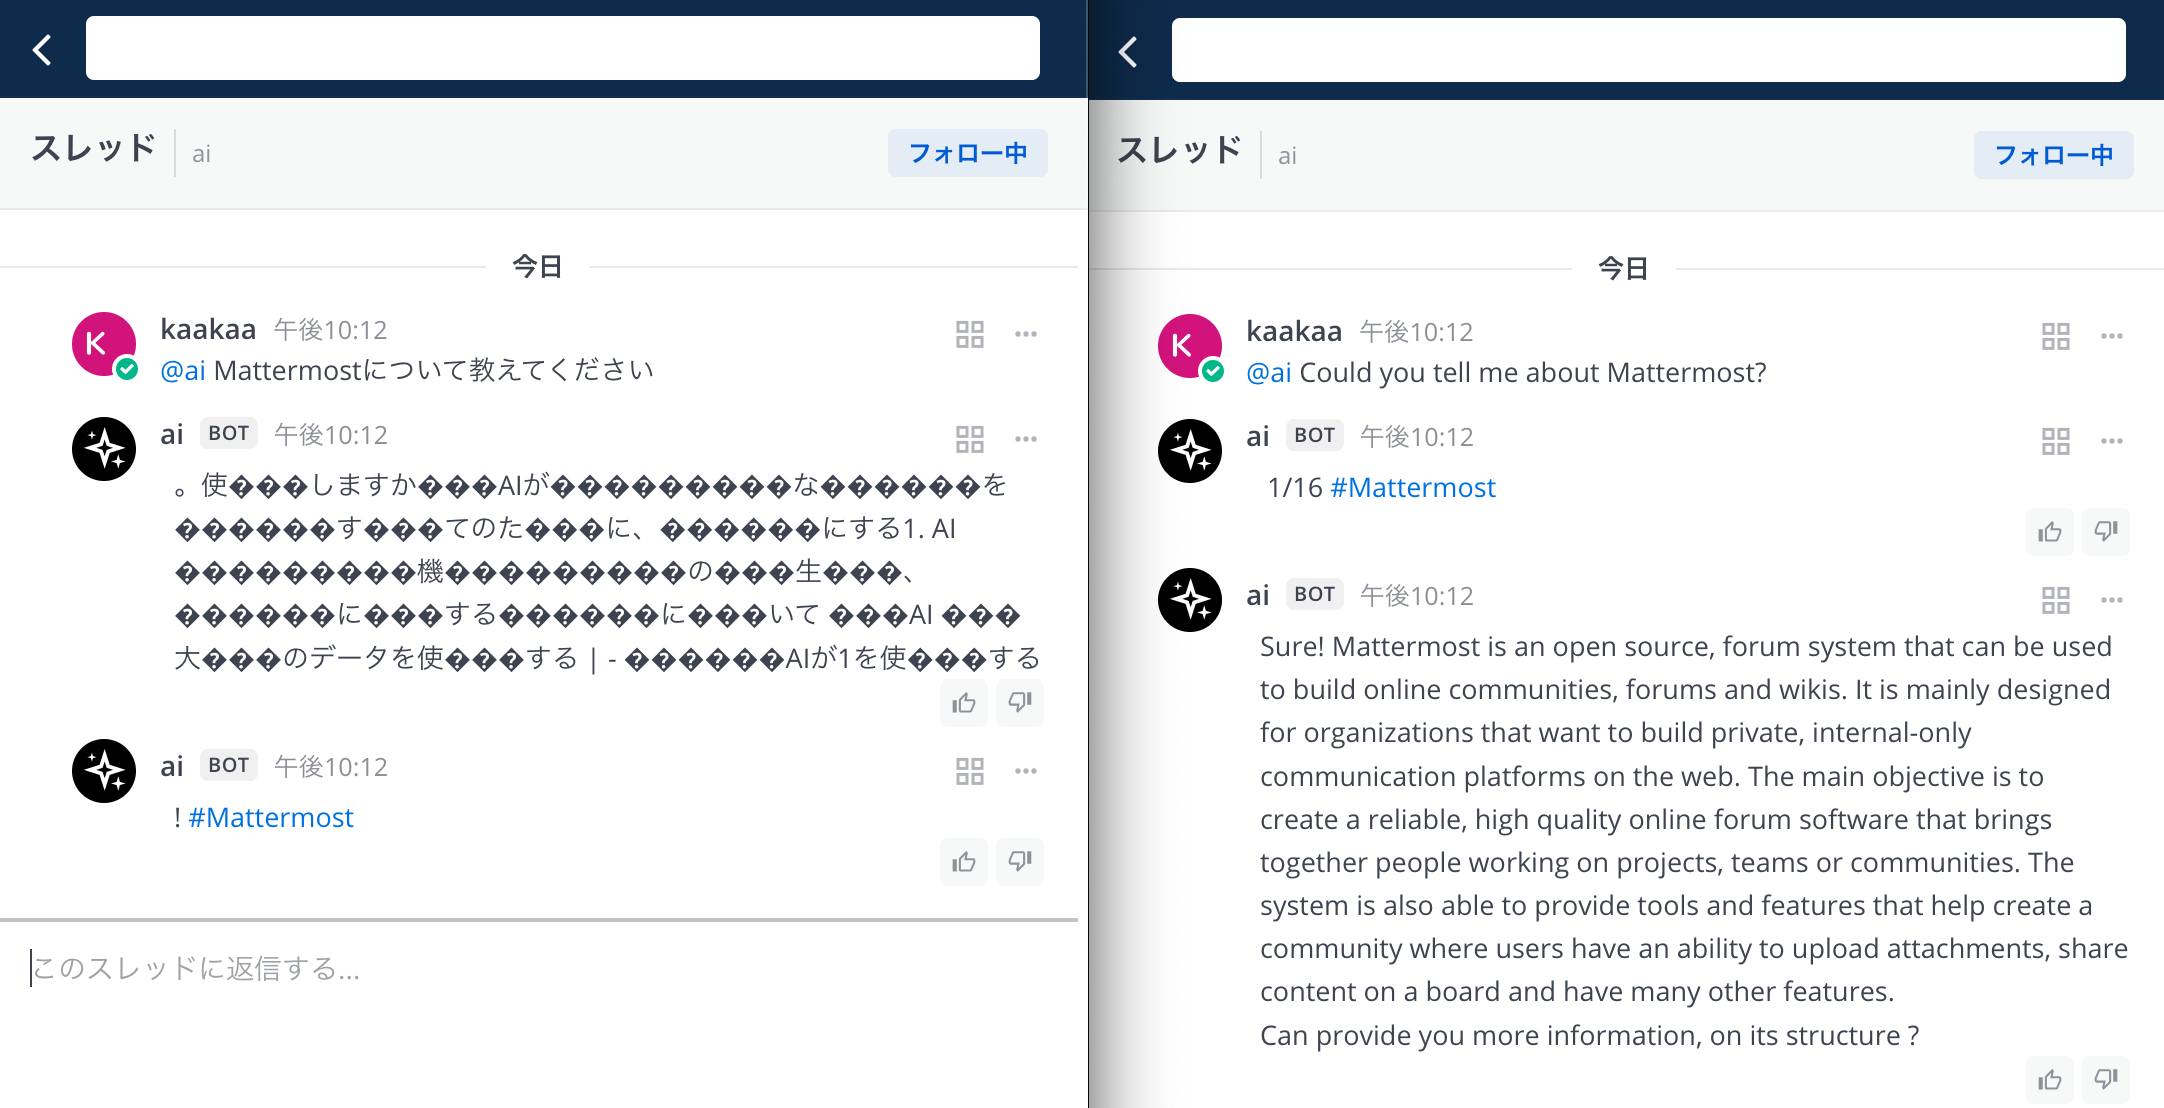 スレッド ai フォロー中
今日
kaakaa 午後10:12
@ai Mattermostについて教えてください
ai BOT 午後10:12
。使���しますか���AIが���������な������を
������す���てのた���に、������にする1. AI
���������機���������の���生���、
������に���する������に���いて ���AI ���
大���のデータを使���する | - ������AIが1を使���する
ai BOT 午後10:12
! #Mattermost
このスレッドに返信する...
スレッド ai フォロー中
今日
kaakaa 午後10:12
@ai Could you tell me about Mattermost?
ai BOT 午後10:12
1/16 #Mattermost
ai BOT 午後10:12
Sure! Mattermost is an open source, forum system that can be used
to build online communities, forums and wikis. It is mainly designed
for organizations that want to build private, internal-only
communication platforms on the web. The main objective is to
create a reliable, high quality online forum software that brings
together people working on projects, teams or communities. The
system is also able to provide tools and features that help create a
community where users have an ability to upload attachments, share
content on a board and have many other features.
Can provide you more information, on its structure ?